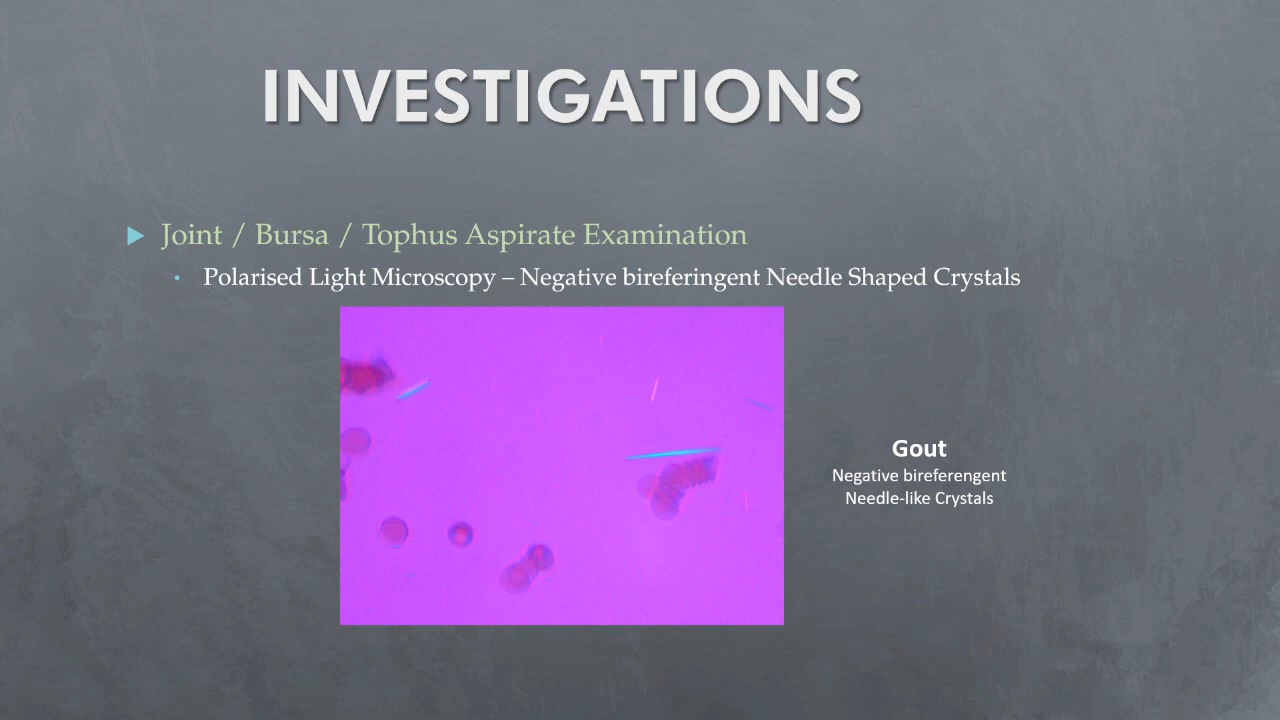 INVESTIGATIONS
Joint / Bursa / Tophus Aspirate Examination
Polarised Light Microscopy – Negative bireferingent Needle Shaped Crystals
Gout
Negative bireferengent
Needle-like Crystals